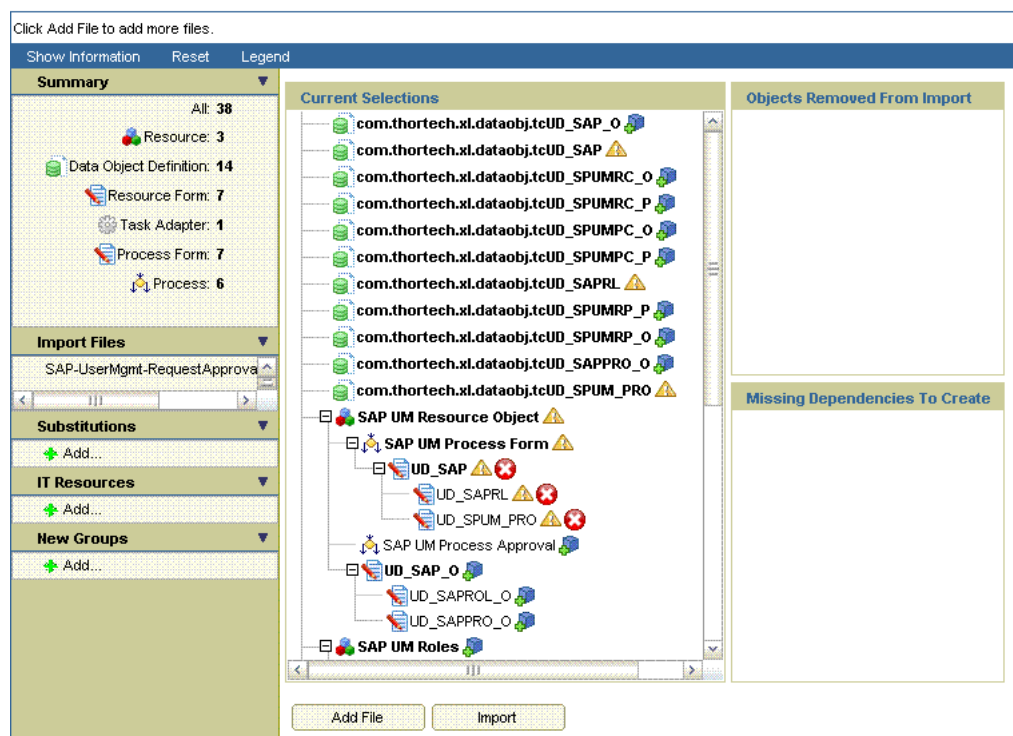 Click Add File to add more files.
Show Information Reset Legend
Summary
All: 38
Resource: 3
Data Object Definition: 14
Resource Form: 7
Task Adapter: 1
Process Form: 7
Process: 6
Import Files
SAP-UserMgmt-RequestApprova
Substitutions
Add...
IT Resources
Add...
New Groups
Add...
Current Selections
com.thortech.xl.dataobj.tcUD_SAP_O
com.thortech.xl.dataobj.tcUD_SAP
com.thortech.xl.dataobj.tcUD_SPUMRC_O
com.thortech.xl.dataobj.tcUD_SPUMRC_P
com.thortech.xl.dataobj.tcUD_SPUMPC_O
com.thortech.xl.dataobj.tcUD_SPUMPC_P
com.thortech.xl.dataobj.tcUD_SAPRL
com.thortech.xl.dataobj.tcUD_SPUMRP_P
com.thortech.xl.dataobj.tcUD_SPUMRP_O
com.thortech.xl.dataobj.tcUD_SAPPRO_O
com.thortech.xl.dataobj.tcUD_SPUM_PRO
SAP UM Resource Object
SAP UM Process Form
UD_SAP
UD_SAPRL
UD_SPUM_PRO
SAP UM Process Approval
UD_SAP_O
UD_SAPROL_O
UD_SAPPRO_O
SAP UM Roles
Add File
Import
Objects Removed From Import
Missing Dependencies To Create